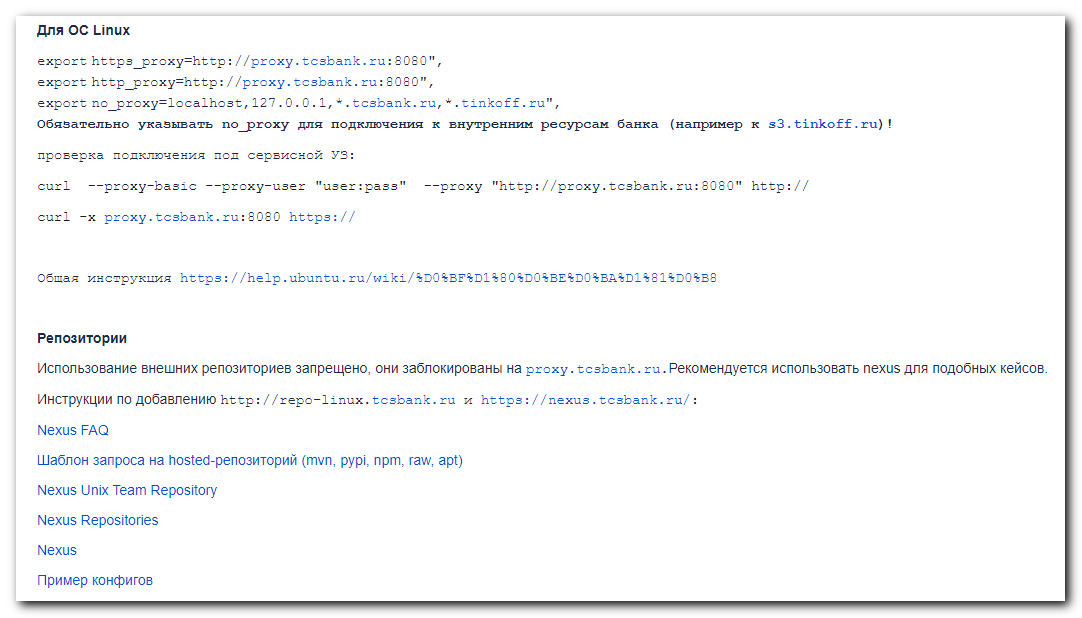 Для ОС Linux
export https_proxy=http://proxy.tcsbank.ru:8080",
export http_proxy=http://proxy.tcsbank.ru:8080",
export no_proxy=localhost,127.0.0.1,*.tcsbank.ru,*.tinkoff.ru",
Обязательно указывать no_proxy для подключения к внутренним ресурсам банка (например к s3.tinkoff.ru)!
проверка подключения под сервисной УЗ:
curl  --proxy-basic --proxy-user "user:pass"  --proxy "http://proxy.tcsbank.ru:8080" http://
curl -x proxy.tcsbank.ru:8080 https://
Общая инструкция https://help.ubuntu.ru/wiki/%D0%BF%D1%80%D0%BE%D0%BA%D1%81%D0%B8
Репозитории
Использование внешних репозиториев запрещено, они заблокированы на proxy.tcsbank.ru.Рекомендуется использовать nexus для подобных кейсов.
Инструкции по добавлению http://repo-linux.tcsbank.ru и https://nexus.tcsbank.ru/:
Nexus FAQ
Шаблон запроса на hosted-репозиторий (mvn, pypi, npm, raw, apt)
Nexus Unix Team Repository
Nexus Repositories
Nexus
Пример конфигов